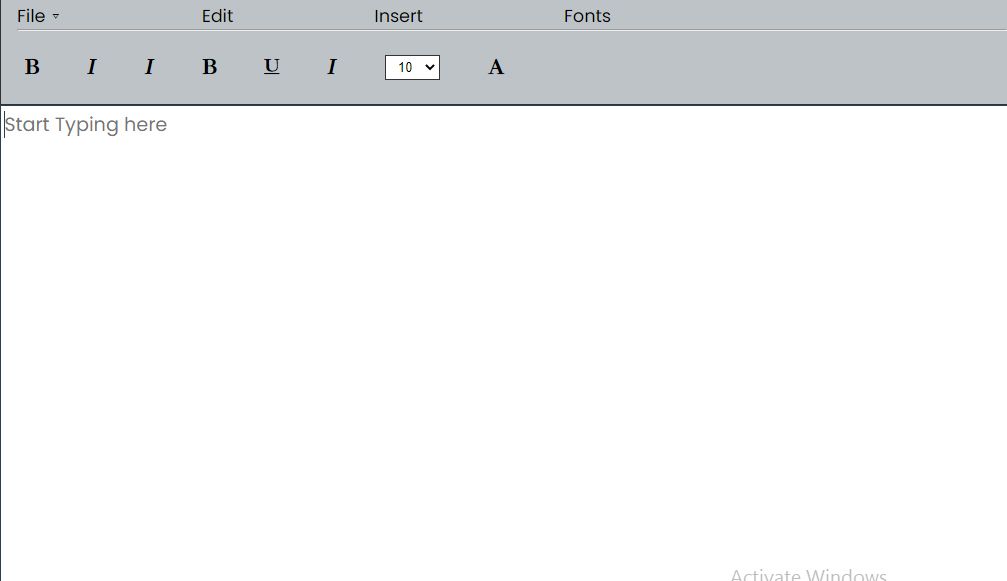 File ▿ Edit Insert Fonts
B I I B U I 10 A
Start Typing here
Activate Windows